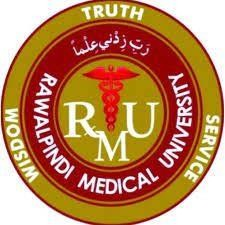 TRUTH
رَبِّ زِدْنِي عِلْمًا
RAWALPINDI MEDICAL UNIVERSITY
RMU
WISDOM
SERVICE